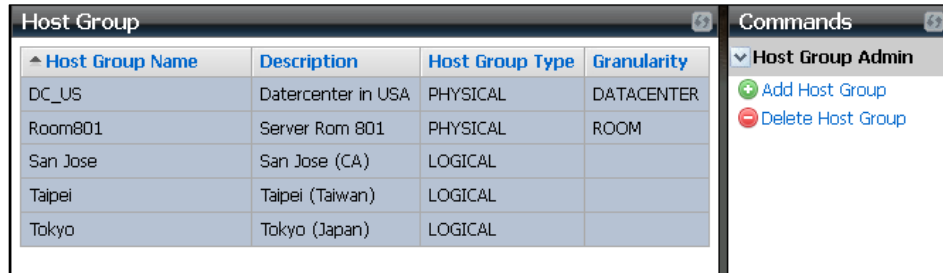 Host Group
Host Group Name Description Host Group Type Granularity
DC_US Datercenter in USA PHYSICAL DATACENTER
Room801 Server Rom 801 PHYSICAL ROOM
San Jose San Jose (CA) LOGICAL
Taipei Taipei (Taiwan) LOGICAL
Tokyo Tokyo (Japan) LOGICAL
Commands
Host Group Admin
Add Host Group
Delete Host Group